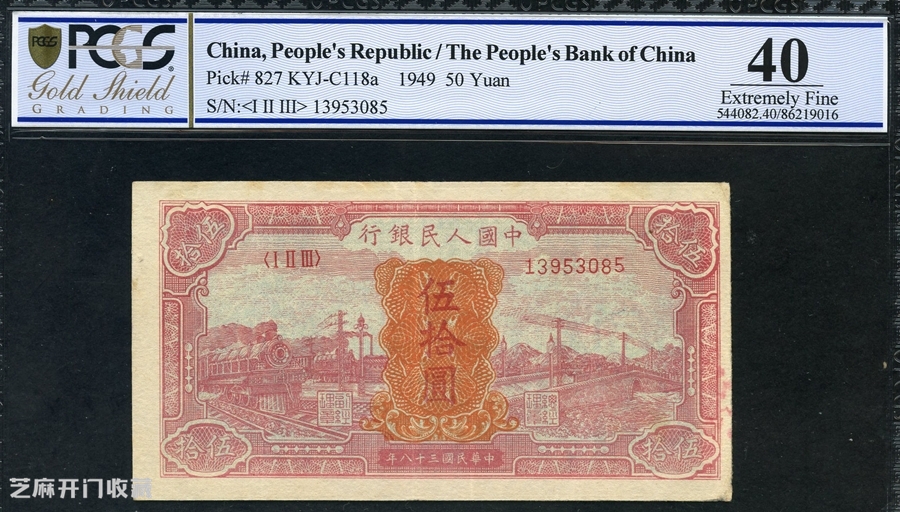 PCGS
Gold Shield
GRADING
China, People's Republic / The People's Bank of China
Pick# 827 KYJ-C118a 1949 50 Yuan
S/N:<I II III> 13953085
40
Extremely Fine
544082.40/86219016
行銀民人國中
〈I II III〉
13953085
伍拾圓
拾伍
拾伍
拾伍
拾伍
年八十三國民華中
芝麻开门收藏